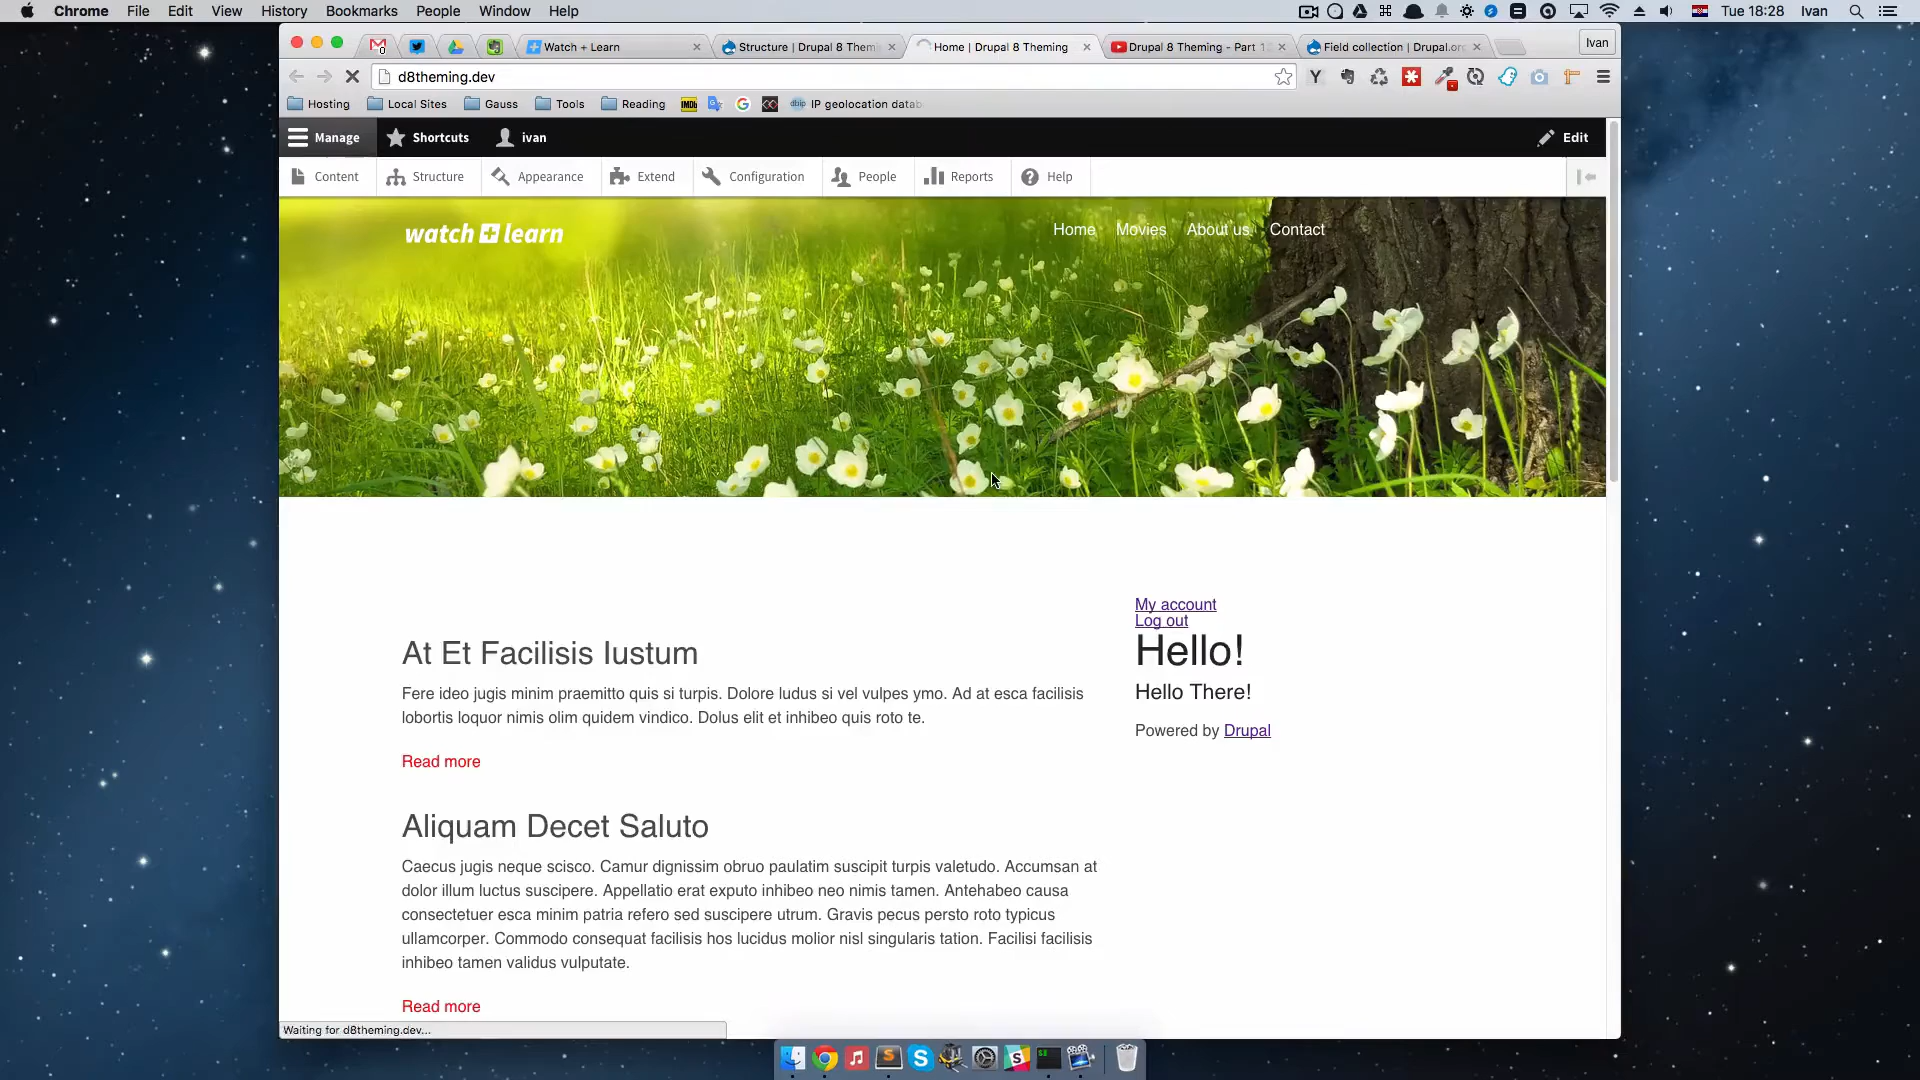 Chrome File Edit View History Bookmarks People Window Help Tue 18:28 Ivan
Watch + Learn
Structure | Drupal 8 Them
Home | Drupal 8 Theming
Drupal 8 Theming - Part 1
Field collection | Drupal.org
Ivan
d8theming.dev
Hosting Local Sites Gauss Tools Reading IMDb IP geolocation datab
Manage Shortcuts ivan Edit
Content Structure Appearance Extend Configuration People Reports Help
watch + learn
Home Movies About us Contact
My account
Log out
Hello!
Hello There!
Powered by Drupal
At Et Facilisis Iustum
Fere ideo jugis minim praemitto quis si turpis. Dolore ludus si vel vulpes ymo. Ad at esca facilisis
lobortis loquor nimis olim quidem vindico. Dolus elit et inhibeo quis roto te.
Read more
Aliquam Decet Saluto
Caecus jugis neque scisco. Camur dignissim obruo paulatim suscipit turpis valetudo. Accumsan at
dolor illum luctus suscipere. Appellatio erat exputo inhibeo neo nimis tamen. Antehabeo causa
consectetuer esca minim patria refero sed suscipere utrum. Gravis pecus persto roto typicus
ullamcorper. Commodo consequat facilisis hos lucidus molior nisl singularis tation. Facilisi facilisis
inhibeo tamen validus vulputate.
Read more
Waiting for d8theming.dev...